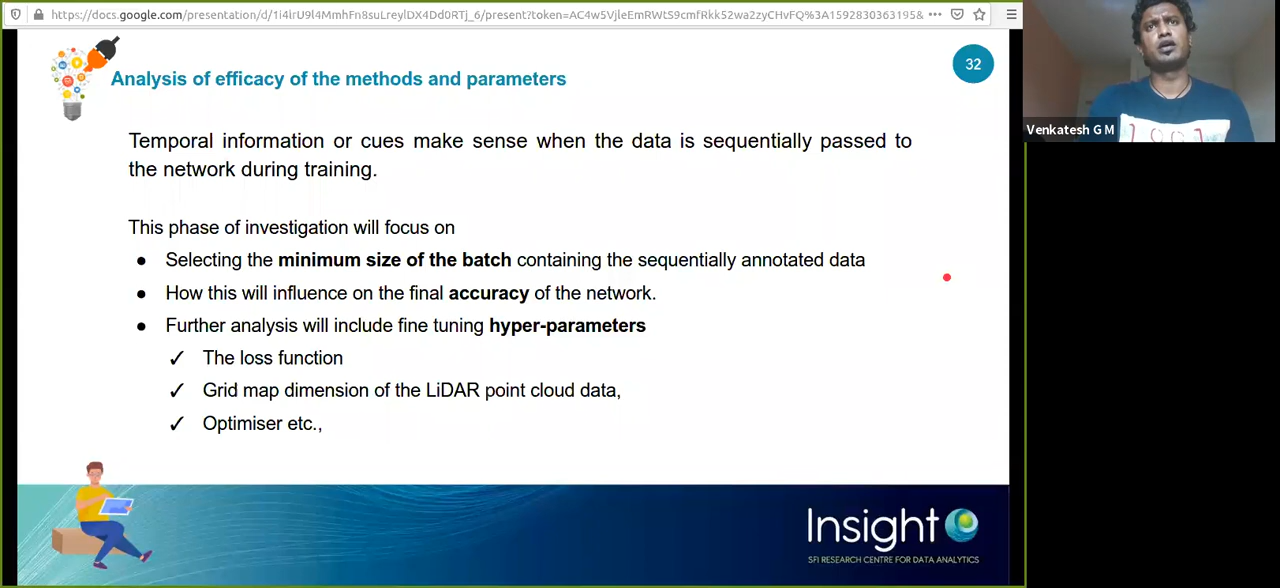 https://docs.google.com/presentation/d/1i4lrU9l4MmhFn8suLreylDX4Dd0RTj_6/present?token=AC4w5VjleEmRWtS9cmfRkk52wa2zyCHvFQ%3A1592830363195&
Analysis of efficacy of the methods and parameters
32
Temporal information or cues make sense when the data is sequentially passed to
the network during training.
This phase of investigation will focus on
● Selecting the minimum size of the batch containing the sequentially annotated data
● How this will influence on the final accuracy of the network.
● Further analysis will include fine tuning hyper-parameters
✓ The loss function
✓ Grid map dimension of the LiDAR point cloud data,
✓ Optimiser etc.,
Insight
SFI RESEARCH CENTRE FOR DATA ANALYTICS
Venkatesh G M